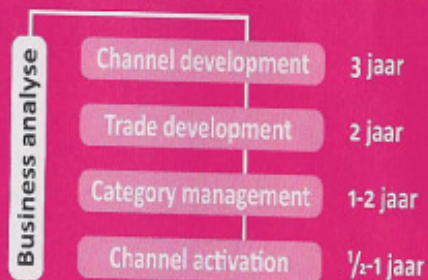 Business analyse
Channel development 3 jaar
Trade development 2 jaar
Category management 1-2 jaar
Channel activation ½-1 jaar